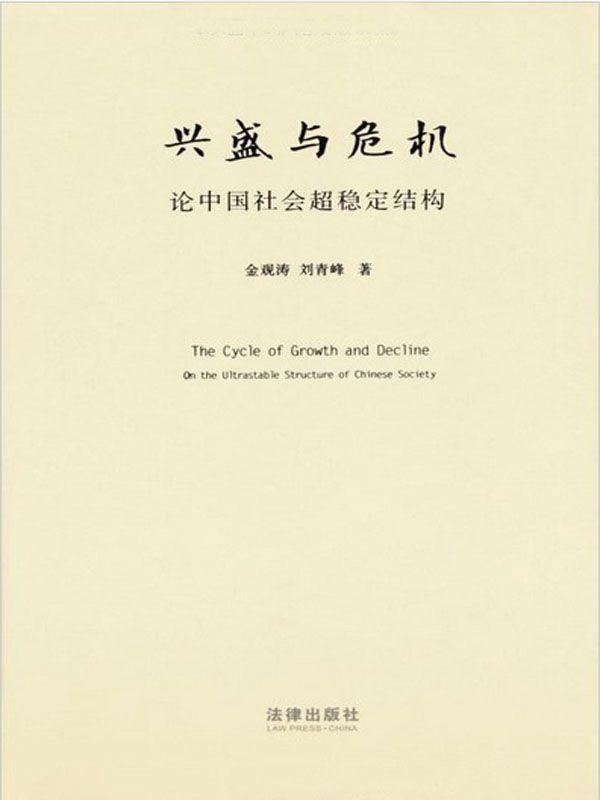 兴盛与危机
论中国社会超稳定结构
金观涛 刘青峰 著
The Cycle of Growth and Decline
On the Ultrastable Structure of Chinese Society
法律出版社
LAW PRESS·CHINA